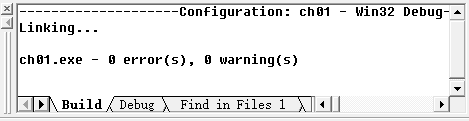 --------------------Configuration: ch01 - Win32 Debug-
Linking...
ch01.exe - 0 error(s), 0 warning(s)
Build Debug Find in Files 1